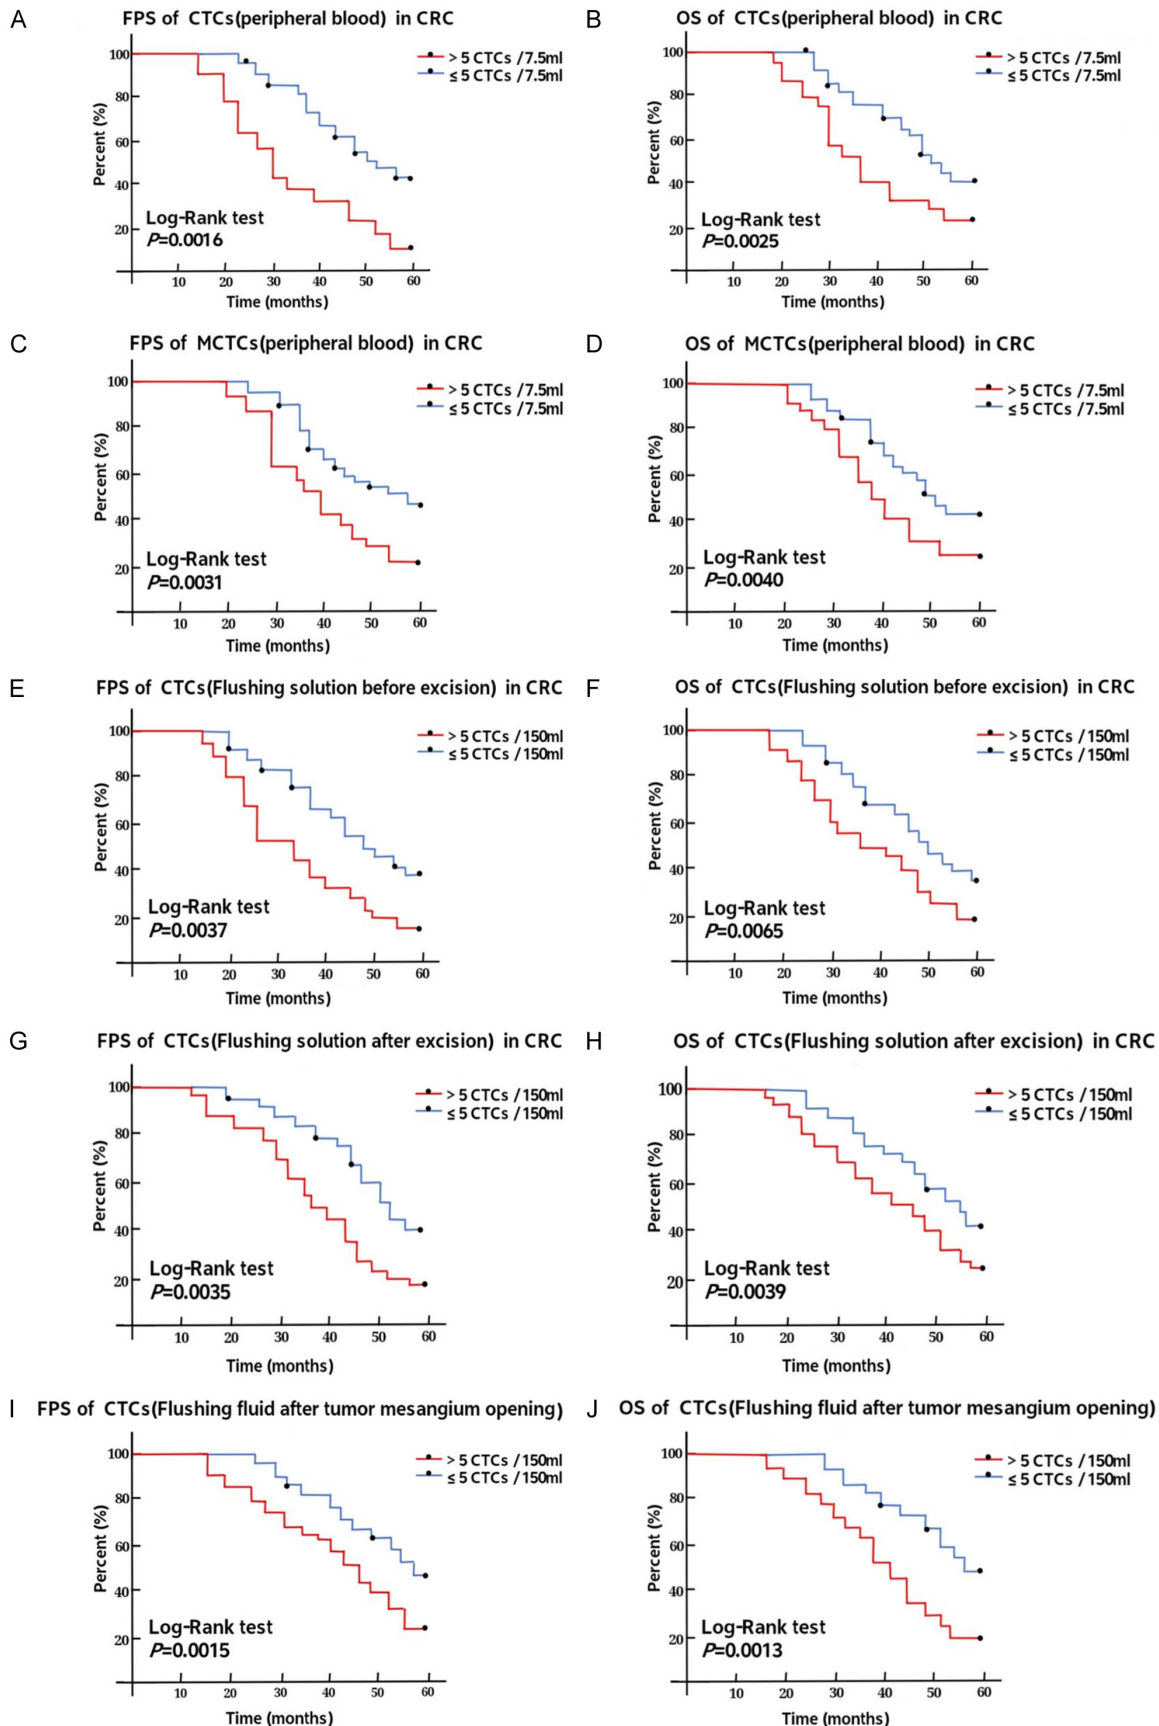 A
FPS of CTCs(peripheral blood) in CRC
> 5 CTCs /7.5ml
≤ 5 CTCs /7.5ml
100
80
60
40
20
Percent (%)
Log-Rank test
P=0.0016
10 20 30 40 50 60
Time (months)
B
OS of CTCs(peripheral blood) in CRC
> 5 CTCs /7.5ml
≤ 5 CTCs /7.5ml
100
80
60
40
20
Percent (%)
Log-Rank test
P=0.0025
10 20 30 40 50 60
Time (months)
C
FPS of MCTCs(peripheral blood) in CRC
> 5 CTCs /7.5ml
≤ 5 CTCs /7.5ml
100
80
60
40
20
Percent (%)
Log-Rank test
P=0.0031
10 20 30 40 50 60
Time (months)
D
OS of MCTCs(peripheral blood) in CRC
> 5 CTCs /7.5ml
≤ 5 CTCs /7.5ml
100
80
60
40
20
Percent (%)
Log-Rank test
P=0.0040
10 20 30 40 50 60
Time (months)
E
FPS of CTCs(Flushing solution before excision) in CRC
> 5 CTCs /150ml
≤ 5 CTCs /150ml
100
80
60
40
20
Percent (%)
Log-Rank test
P=0.0037
10 20 30 40 50 60
Time (months)
F
OS of CTCs(Flushing solution before excision) in CRC
> 5 CTCs /150ml
≤ 5 CTCs /150ml
100
80
60
40
20
Percent (%)
Log-Rank test
P=0.0065
10 20 30 40 50 60
Time (months)
G
FPS of CTCs(Flushing solution after excision) in CRC
> 5 CTCs /150ml
≤ 5 CTCs /150ml
100
80
60
40
20
Percent (%)
Log-Rank test
P=0.0035
10 20 30 40 50 60
Time (months)
H
OS of CTCs(Flushing solution after excision) in CRC
> 5 CTCs /150ml
≤ 5 CTCs /150ml
100
80
60
40
20
Percent (%)
Log-Rank test
P=0.0039
10 20 30 40 50 60
Time (months)
I
FPS of CTCs(Flushing fluid after tumor mesangium opening)
> 5 CTCs /150ml
≤ 5 CTCs /150ml
100
80
60
40
20
Percent (%)
Log-Rank test
P=0.0015
10 20 30 40 50 60
Time (months)
J
OS of CTCs(Flushing fluid after tumor mesangium opening)
> 5 CTCs /150ml
≤ 5 CTCs /150ml
100
80
60
40
20
Percent (%)
Log-Rank test
P=0.0013
10 20 30 40 50 60
Time (months)